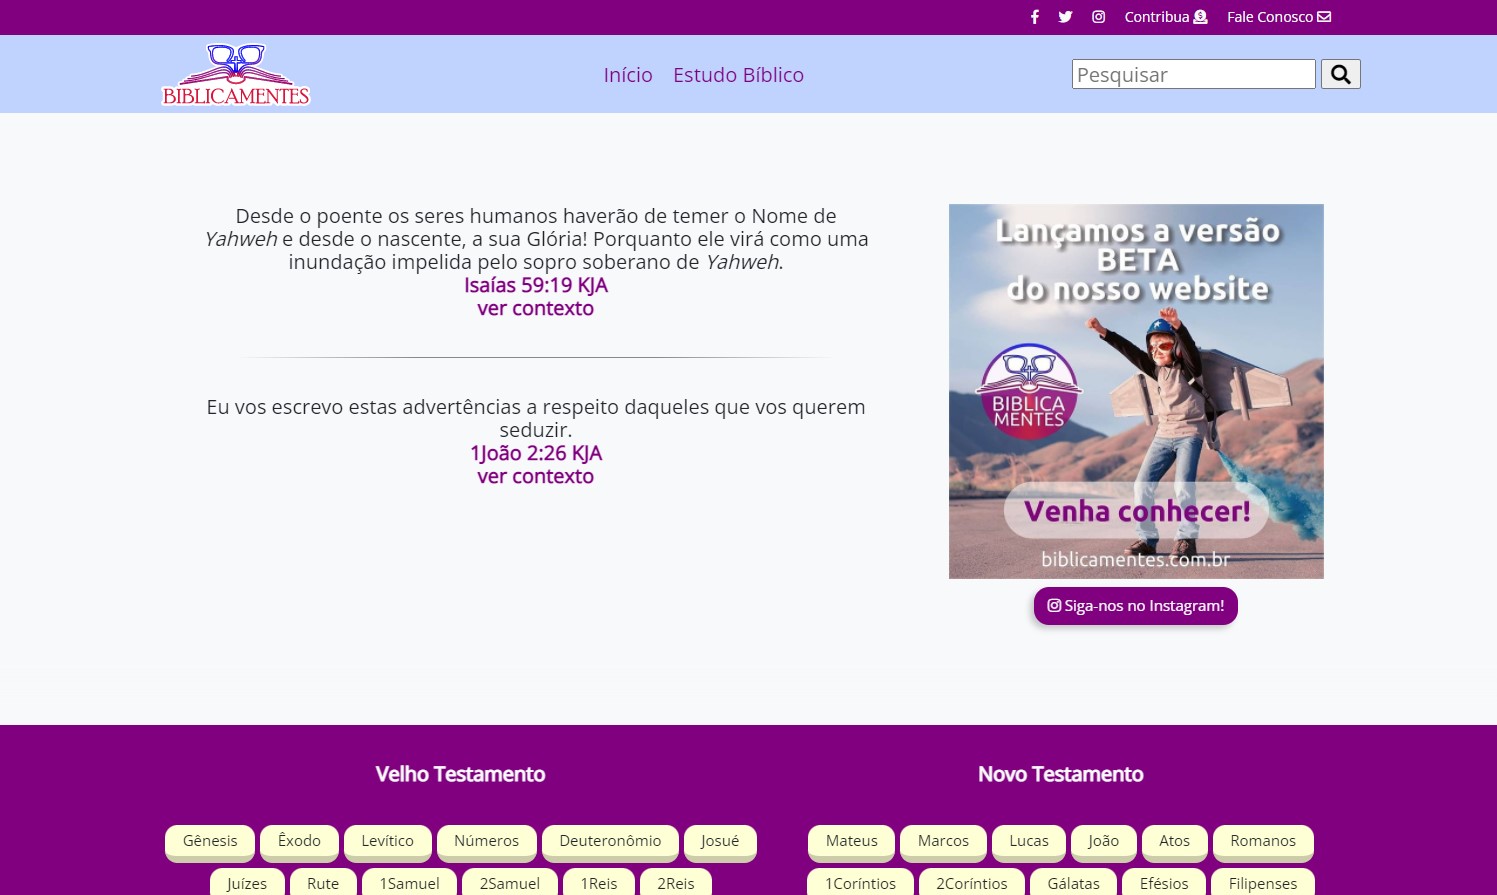 Contribua
Fale Conosco
BIBLICAMENTES
Início
Estudo Bíblico
Pesquisar
Desde o poente os seres humanos haverão de temer o Nome de
Yahweh e desde o nascente, a sua Glória! Porquanto ele virá como uma
inundação impelida pelo sopro soberano de Yahweh.
Isaías 59:19 KJA
ver contexto
Eu vos escrevo estas advertências a respeito daqueles que vos querem
seduzir.
1João 2:26 KJA
ver contexto
Lançamos a versão
BETA
do nosso website
BIBLICA
MENTES
Venha conhecer!
biblicamentes.com.br
Siga-nos no Instagram!
Velho Testamento
Gênesis Êxodo Levítico Números Deuteronômio Josué
Juízes Rute 1Samuel 2Samuel 1Reis 2Reis
Novo Testamento
Mateus Marcos Lucas João Atos Romanos
1Coríntios 2Coríntios Gálatas Efésios Filipenses